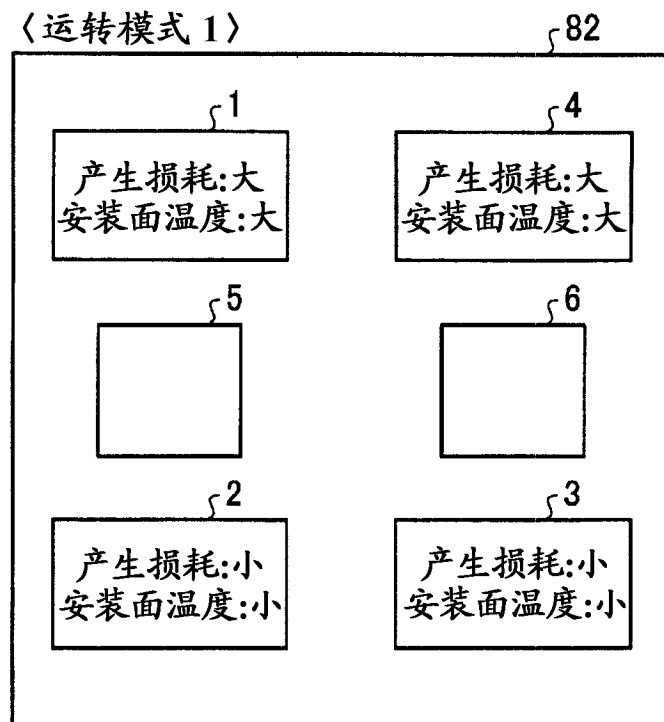 〈运转模式1〉
82
1
4
产生损耗:大
安装面温度:大
产生损耗:大
安装面温度:大
5
6
2
3
产生损耗:小
安装面温度:小
产生损耗:小
安装面温度:小